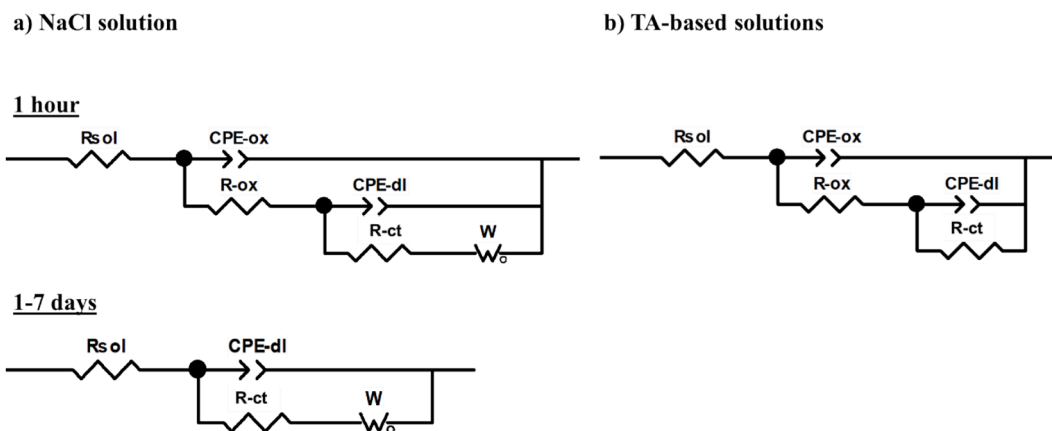 a) NaCl solution
1 hour
Rsol
CPE-ox
R-ox
CPE-dl
R-ct
W
o
1-7 days
Rsol
CPE-dl
R-ct
W
o
b) TA-based solutions
Rsol
CPE-ox
R-ox
CPE-dl
R-ct